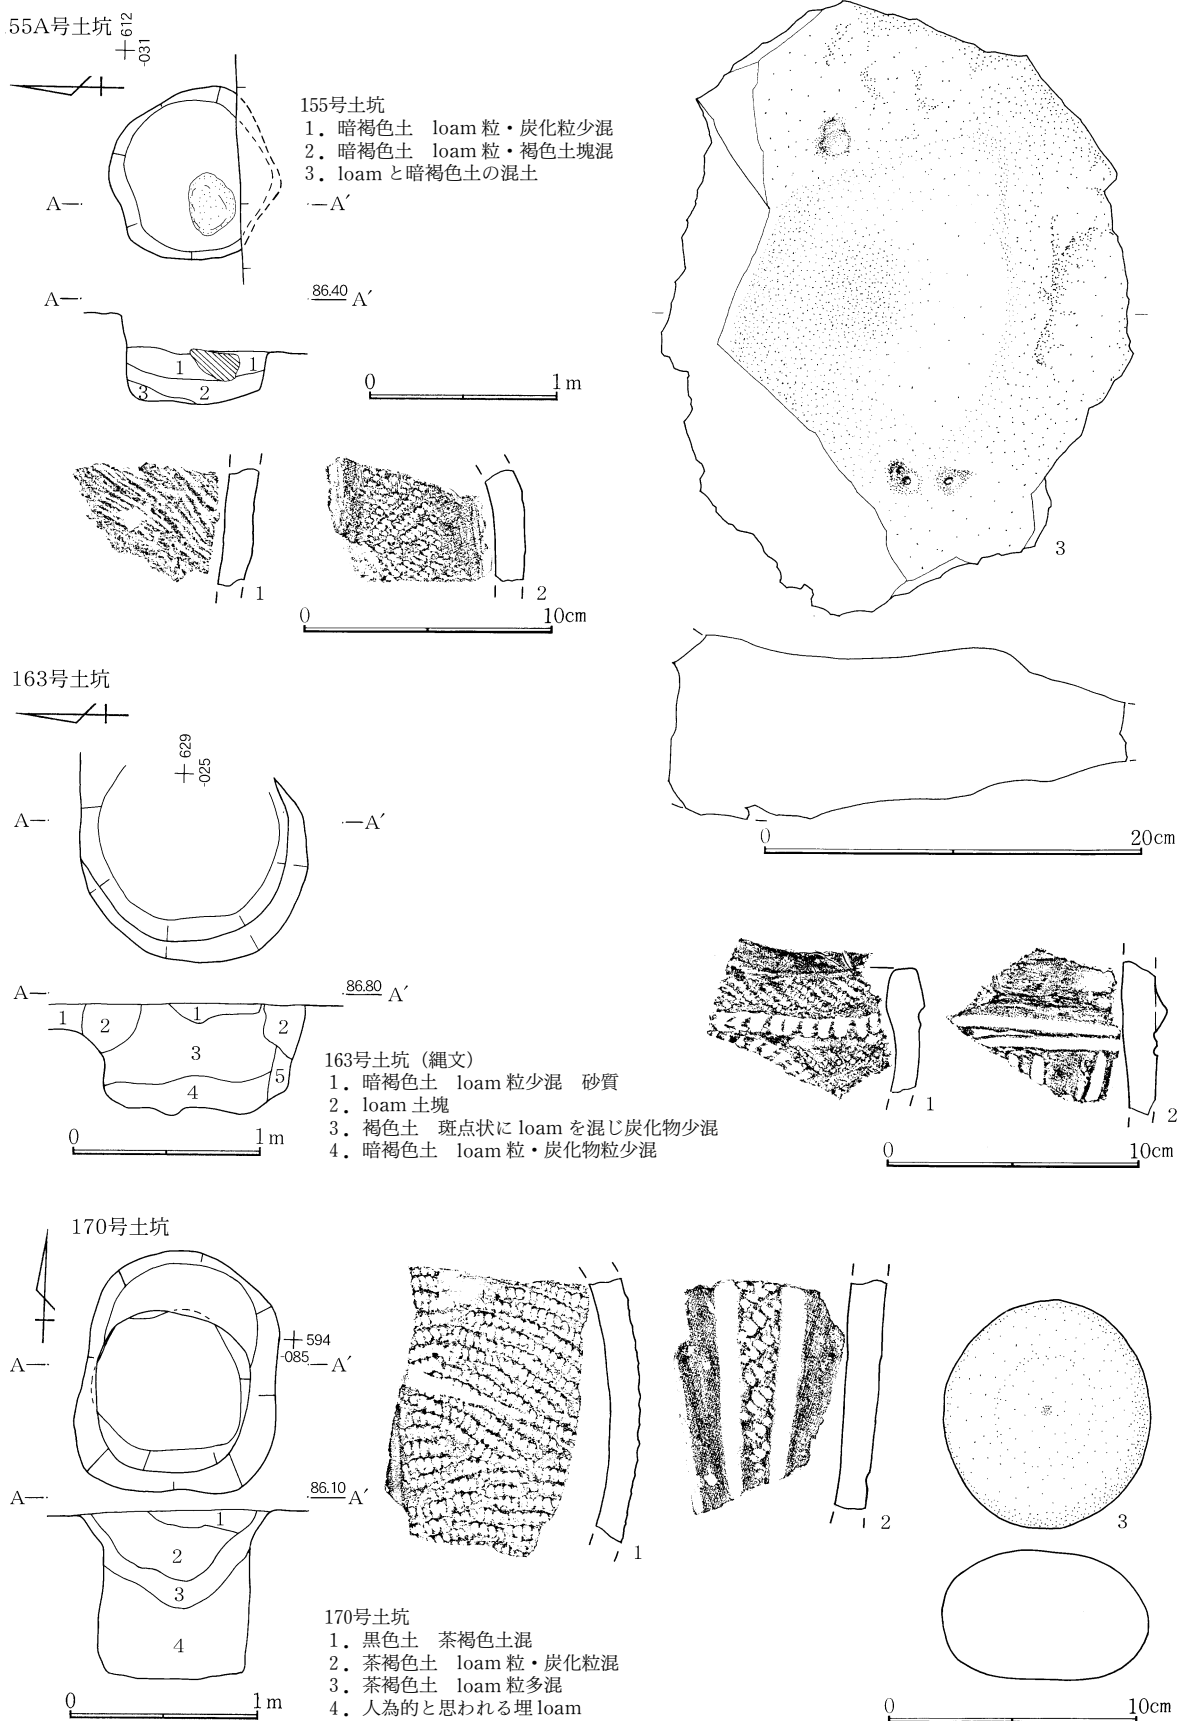 55A号土坑
+612
-031
155号土坑
1．暗褐色土　loam 粒・炭化粒少混
2．暗褐色土　loam 粒・褐色土塊混
3．loam と暗褐色土の混土
A A′
A 86.40 A′
1 1
3 2
0 1m
1 2
0 10cm
3
0 20cm
163号土坑
+629
-025
A A′
A 86.80 A′
1 2 1 2
3
4 5
0 1m
163号土坑（縄文）
1．暗褐色土　loam 粒少混　砂質
2．loam 土塊
3．褐色土　斑点状に loam を混じ炭化物少混
4．暗褐色土　loam 粒・炭化物粒少混
1 2
0 10cm
170号土坑
+594
-085
A A′
A 86.10 A′
1
2
3
4
0 1m
170号土坑
1．黒色土　茶褐色土混
2．茶褐色土　loam 粒・炭化粒混
3．茶褐色土　loam 粒多混
4．人為的と思われる埋 loam
1 2 3
0 10cm